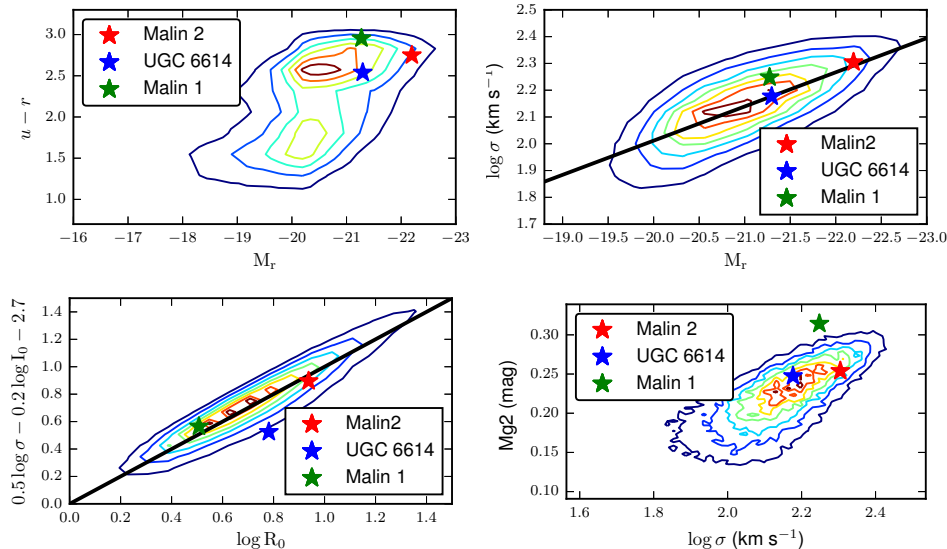 3.0
2.5
2.0
1.5
1.0
u − r
Malin 2
UGC 6614
Malin 1
−16 −17 −18 −19 −20 −21 −22 −23
M_r
2.4
2.3
2.2
2.1
2.0
1.9
1.8
1.7
log σ (km s⁻¹)
Malin2
UGC 6614
Malin 1
−19.0 −19.5 −20.0 −20.5 −21.0 −21.5 −22.0 −22.5 −23.0
M_r
1.4
1.2
1.0
0.8
0.6
0.4
0.2
0.0
0.5 log σ − 0.2 log I₀ − 2.7
Malin2
UGC 6614
Malin 1
0.0 0.2 0.4 0.6 0.8 1.0 1.2 1.4
log R₀
0.30
0.25
0.20
0.15
0.10
Mg2 (mag)
Malin 2
UGC 6614
Malin 1
1.6 1.8 2.0 2.2 2.4
log σ (km s⁻¹)